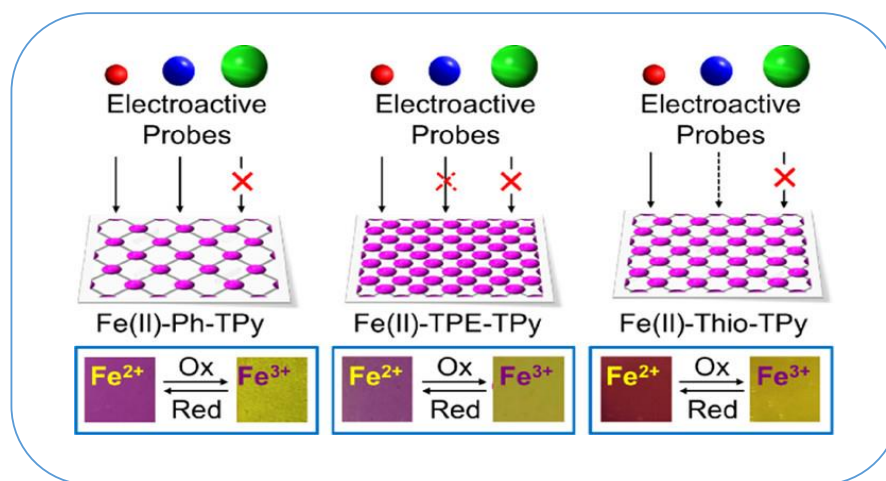 Electroactive
Probes
Fe(II)-Ph-TPy
Fe²⁺
Ox
Red
Fe³⁺
Electroactive
Probes
Fe(II)-TPE-TPy
Fe²⁺
Ox
Red
Fe³⁺
Electroactive
Probes
Fe(II)-Thio-TPy
Fe²⁺
Ox
Red
Fe³⁺